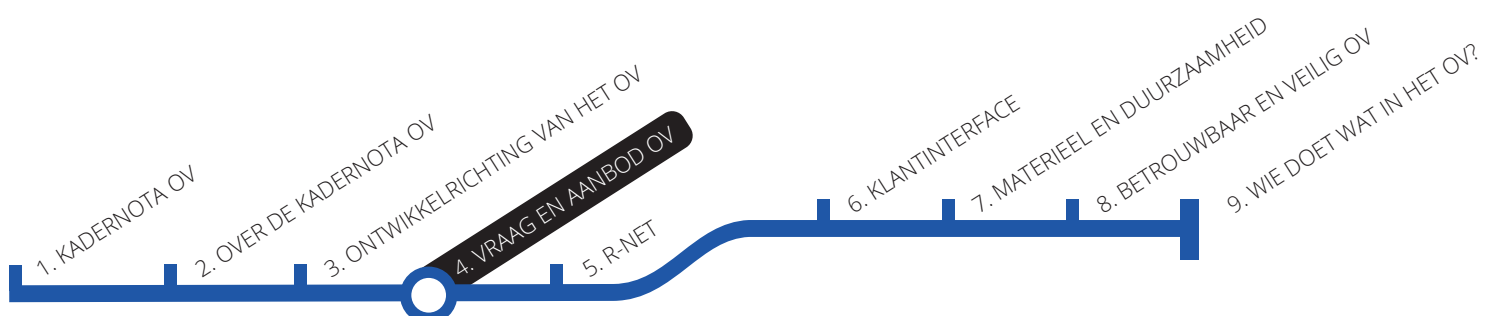 1. KADERNOTA OV
2. OVER DE KADERNOTA OV
3. ONTWIKKELRICHTING VAN HET OV
4. VRAAG EN AANBOD OV
5. R-NET
6. KLANTINTERFACE
7. MATERIEEL EN DUURZAAMHEID
8. BETROUWBAAR EN VEILIG OV
9. WIE DOET WAT IN HET OV?